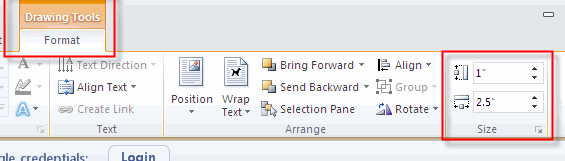 Drawing Tools
Format
Text Direction
Align Text
Create Link
Text
Position
Wrap
Text
Bring Forward
Send Backward
Selection Pane
Align
Group
Rotate
Arrange
1"
2.5"
Size
gle credentials:
Login